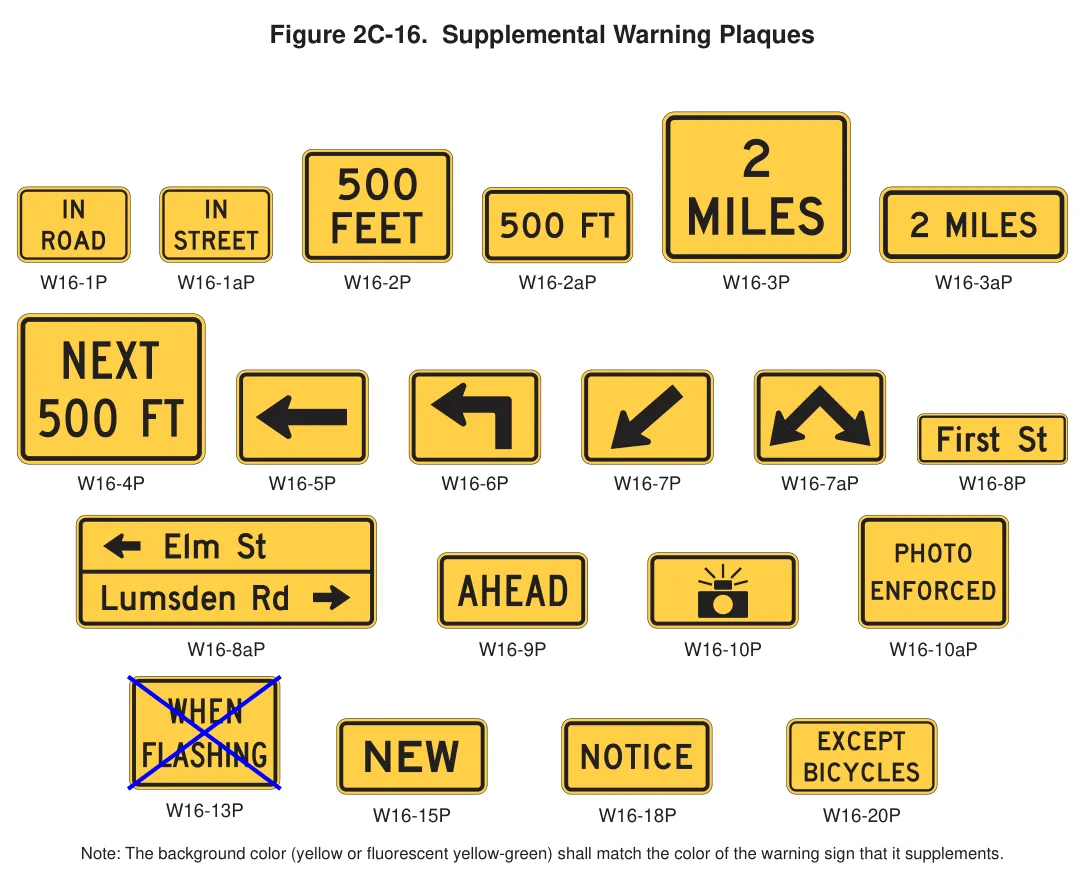 Figure 2C-16. Supplemental Warning Plaques
IN
ROAD
W16-1P
IN
STREET
W16-1aP
500
FEET
W16-2P
500 FT
W16-2aP
2
MILES
W16-3P
2 MILES
W16-3aP
NEXT
500 FT
W16-4P
W16-5P
W16-6P
W16-7P
W16-7aP
First St
W16-8P
Elm St
Lumsden Rd
W16-8aP
AHEAD
W16-9P
W16-10P
PHOTO
ENFORCED
W16-10aP
WHEN
FLASHING
W16-13P
NEW
W16-15P
NOTICE
W16-18P
EXCEPT
BICYCLES
W16-20P
Note: The background color (yellow or fluorescent yellow-green) shall match the color of the warning sign that it supplements.